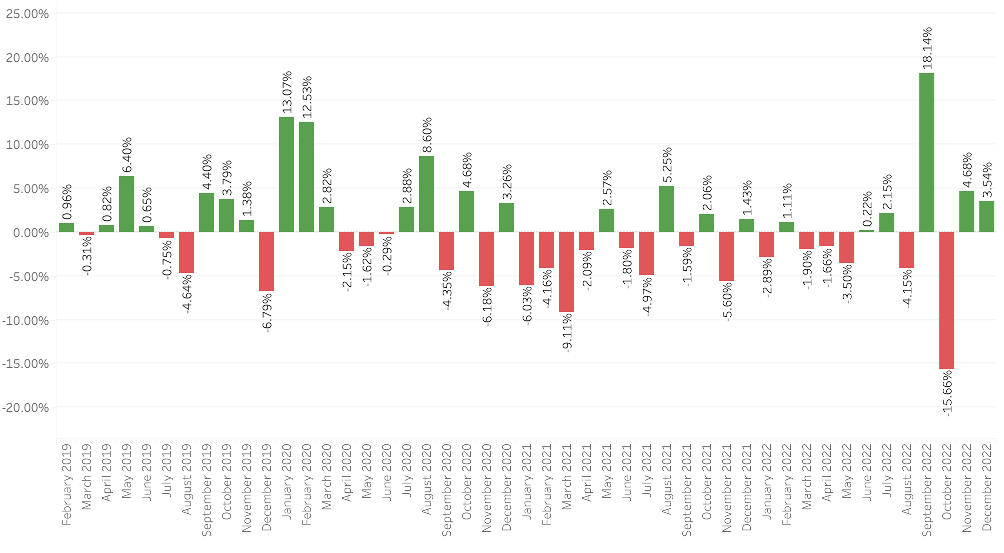 25.00%
20.00%
15.00%
10.00%
5.00%
0.00%
-5.00%
-10.00%
-15.00%
-20.00%
0.96%
-0.31%
0.82%
6.40%
0.65%
-0.75%
-4.64%
4.40%
3.79%
1.38%
-6.79%
13.07%
12.53%
2.82%
-2.15%
-1.62%
-0.29%
2.88%
8.60%
-4.35%
4.68%
-6.18%
3.26%
-6.03%
-4.16%
-9.11%
-2.09%
2.57%
-1.80%
-4.97%
5.25%
-1.59%
2.06%
-5.60%
1.43%
-2.89%
1.11%
-1.90%
-1.66%
-3.50%
0.22%
2.15%
-4.15%
18.14%
-15.66%
4.68%
3.54%
February 2019
March 2019
April 2019
May 2019
June 2019
July 2019
August 2019
September 2019
October 2019
November 2019
December 2019
January 2020
February 2020
March 2020
April 2020
May 2020
June 2020
July 2020
August 2020
September 2020
October 2020
November 2020
December 2020
January 2021
February 2021
March 2021
April 2021
May 2021
June 2021
July 2021
August 2021
September 2021
October 2021
November 2021
December 2021
January 2022
February 2022
March 2022
April 2022
May 2022
June 2022
July 2022
August 2022
September 2022
October 2022
November 2022
December 2022